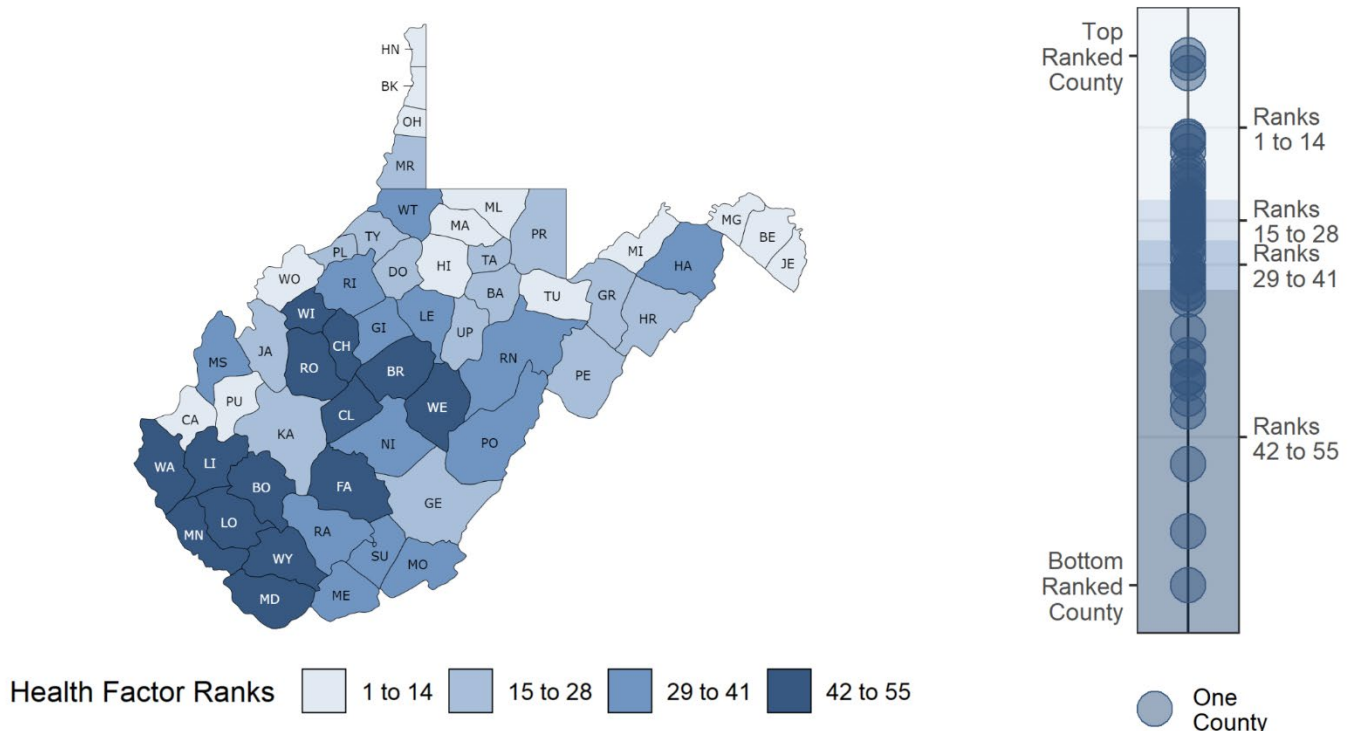 HN
BK
OH
MR
WT
ML
MA
MG
BE
JE
TY
PR
MI
HA
PL
DO
HI
TA
WO
RI
BA
TU
GR
WI
GI
LE
UP
HR
MS
JA
CH
RN
RO
BR
PE
PU
CA
CL
WE
KA
NI
PO
WA
LI
BO
FA
GE
LO
MN
RA
WY
SU
MO
MD
ME
Health Factor Ranks
1 to 14
15 to 28
29 to 41
42 to 55
Top
Ranked
County
Ranks
1 to 14
Ranks
15 to 28
Ranks
29 to 41
Ranks
42 to 55
Bottom
Ranked
County
One
County